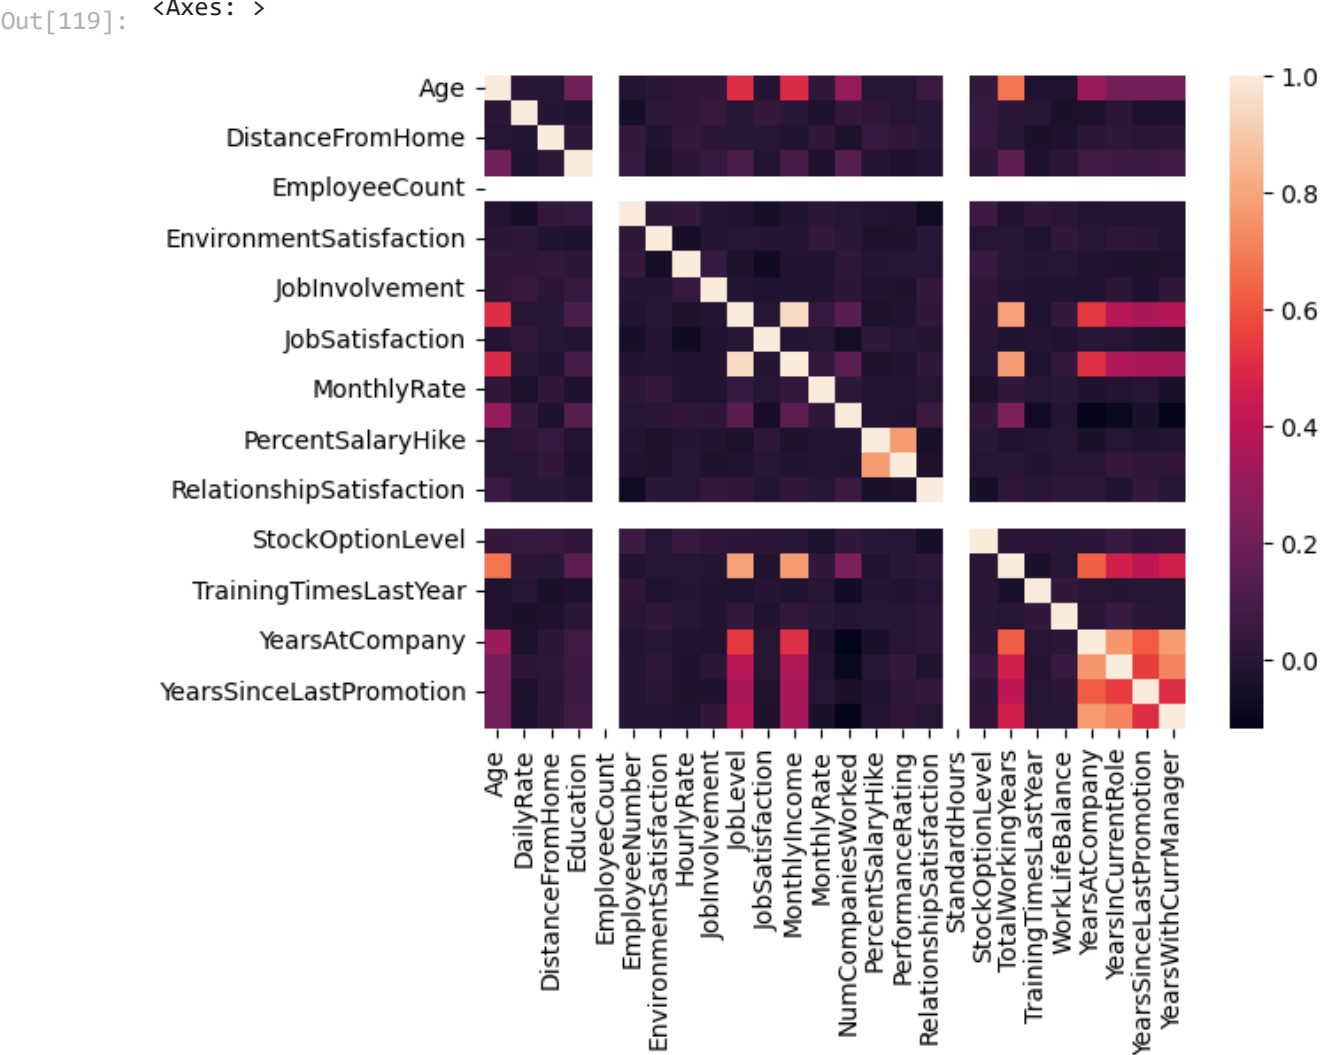 <Axes: >
Out[119]:
Age
DistanceFromHome
EmployeeCount
EnvironmentSatisfaction
JobInvolvement
JobSatisfaction
MonthlyRate
PercentSalaryHike
RelationshipSatisfaction
StockOptionLevel
TrainingTimesLastYear
YearsAtCompany
YearsSinceLastPromotion
Age
DailyRate
DistanceFromHome
Education
EmployeeCount
EmployeeNumber
EnvironmentSatisfaction
HourlyRate
JobInvolvement
JobLevel
JobSatisfaction
MonthlyIncome
MonthlyRate
NumCompaniesWorked
PercentSalaryHike
PerformanceRating
RelationshipSatisfaction
StandardHours
StockOptionLevel
TotalWorkingYears
TrainingTimesLastYear
WorkLifeBalance
YearsAtCompany
YearsInCurrentRole
YearsSinceLastPromotion
YearsWithCurrManager
1.0
0.8
0.6
0.4
0.2
0.0